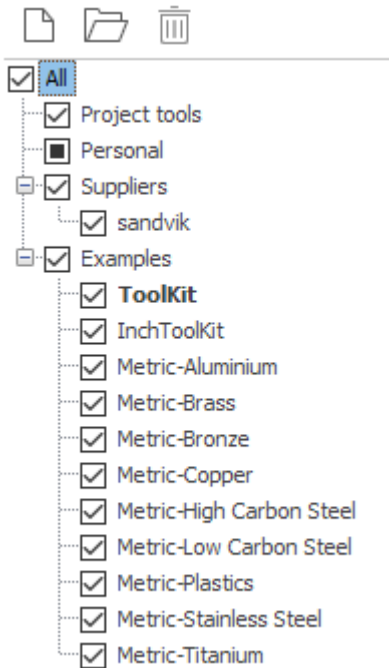 All
Project tools
Personal
Suppliers
sandvik
Examples
ToolKit
InchToolKit
Metric-Aluminium
Metric-Brass
Metric-Bronze
Metric-Copper
Metric-High Carbon Steel
Metric-Low Carbon Steel
Metric-Plastics
Metric-Stainless Steel
Metric-Titanium